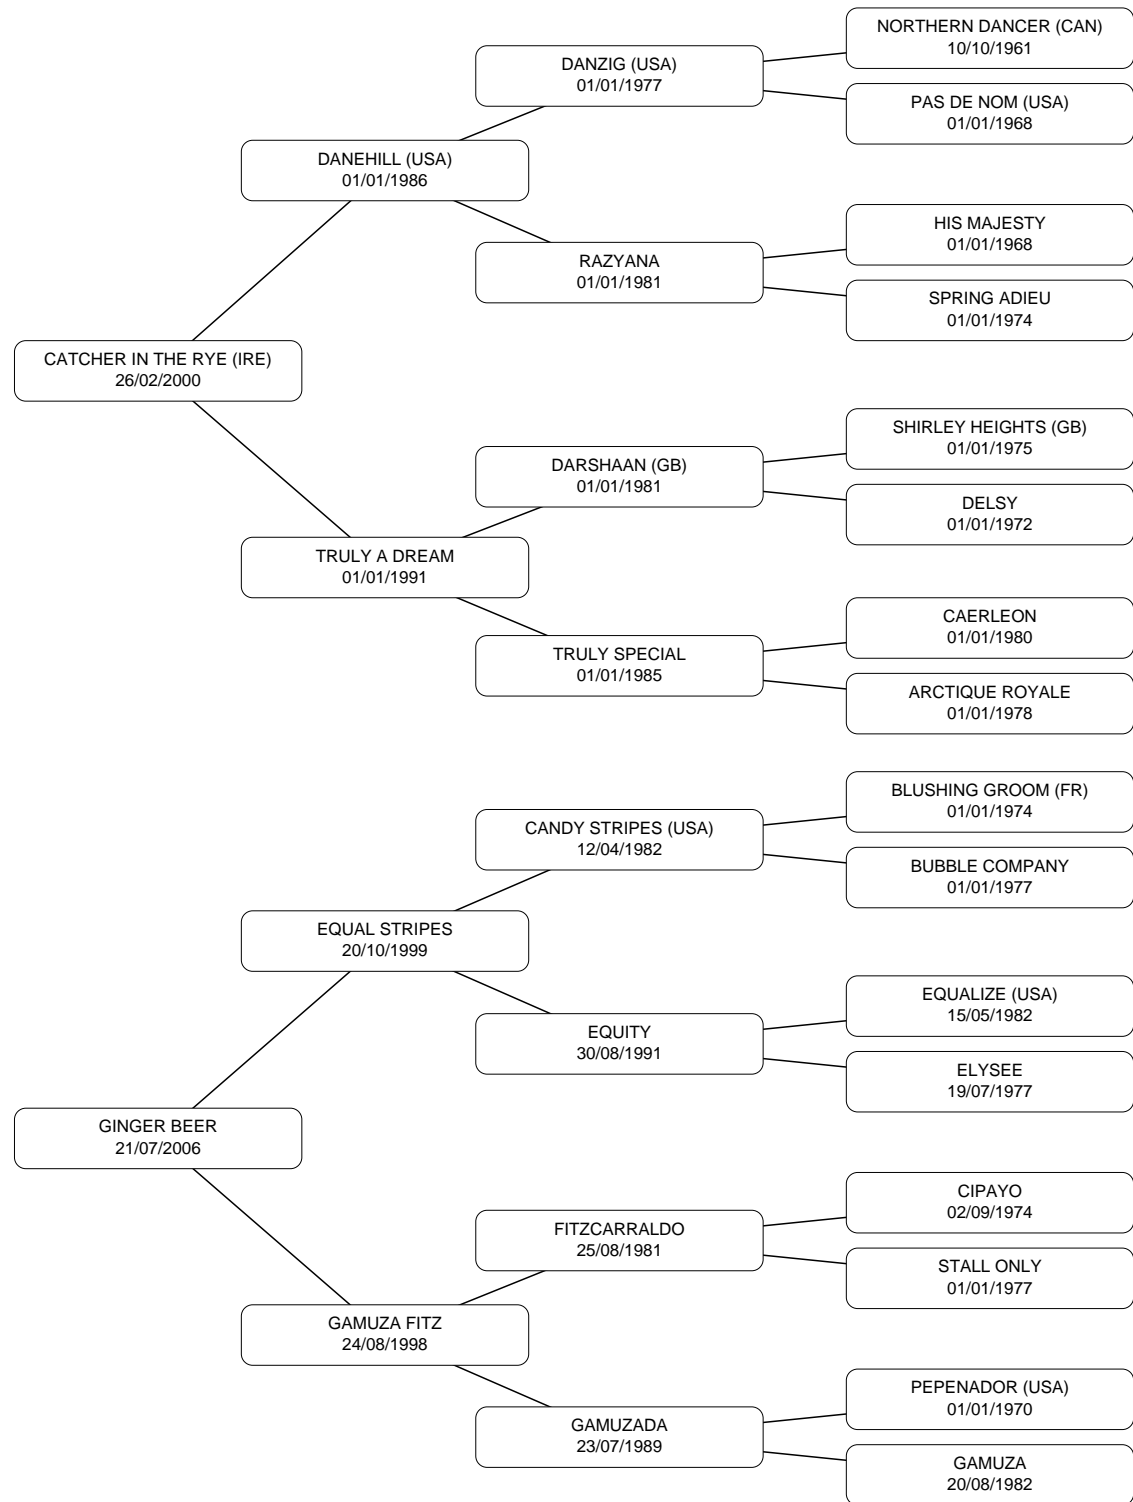 NORTHERN DANCER (CAN)
10/10/1961
DANZIG (USA)
01/01/1977
PAS DE NOM (USA)
01/01/1968
DANEHILL (USA)
01/01/1986
HIS MAJESTY
01/01/1968
RAZYANA
01/01/1981
SPRING ADIEU
01/01/1974
CATCHER IN THE RYE (IRE)
26/02/2000
SHIRLEY HEIGHTS (GB)
01/01/1975
DARSHAAN (GB)
01/01/1981
DELSY
01/01/1972
TRULY A DREAM
01/01/1991
CAERLEON
01/01/1980
TRULY SPECIAL
01/01/1985
ARCTIQUE ROYALE
01/01/1978
BLUSHING GROOM (FR)
01/01/1974
CANDY STRIPES (USA)
12/04/1982
BUBBLE COMPANY
01/01/1977
EQUAL STRIPES
20/10/1999
EQUALIZE (USA)
15/05/1982
EQUITY
30/08/1991
ELYSEE
19/07/1977
GINGER BEER
21/07/2006
CIPAYO
02/09/1974
FITZCARRALDO
25/08/1981
STALL ONLY
01/01/1977
GAMUZA FITZ
24/08/1998
PEPENADOR (USA)
01/01/1970
GAMUZADA
23/07/1989
GAMUZA
20/08/1982